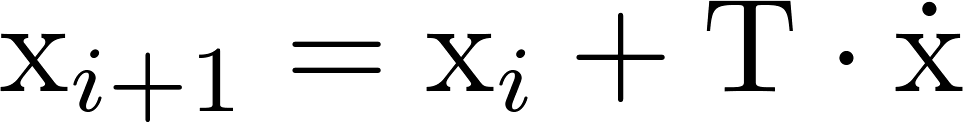 x_{i+1} = x_i + T · ẋ